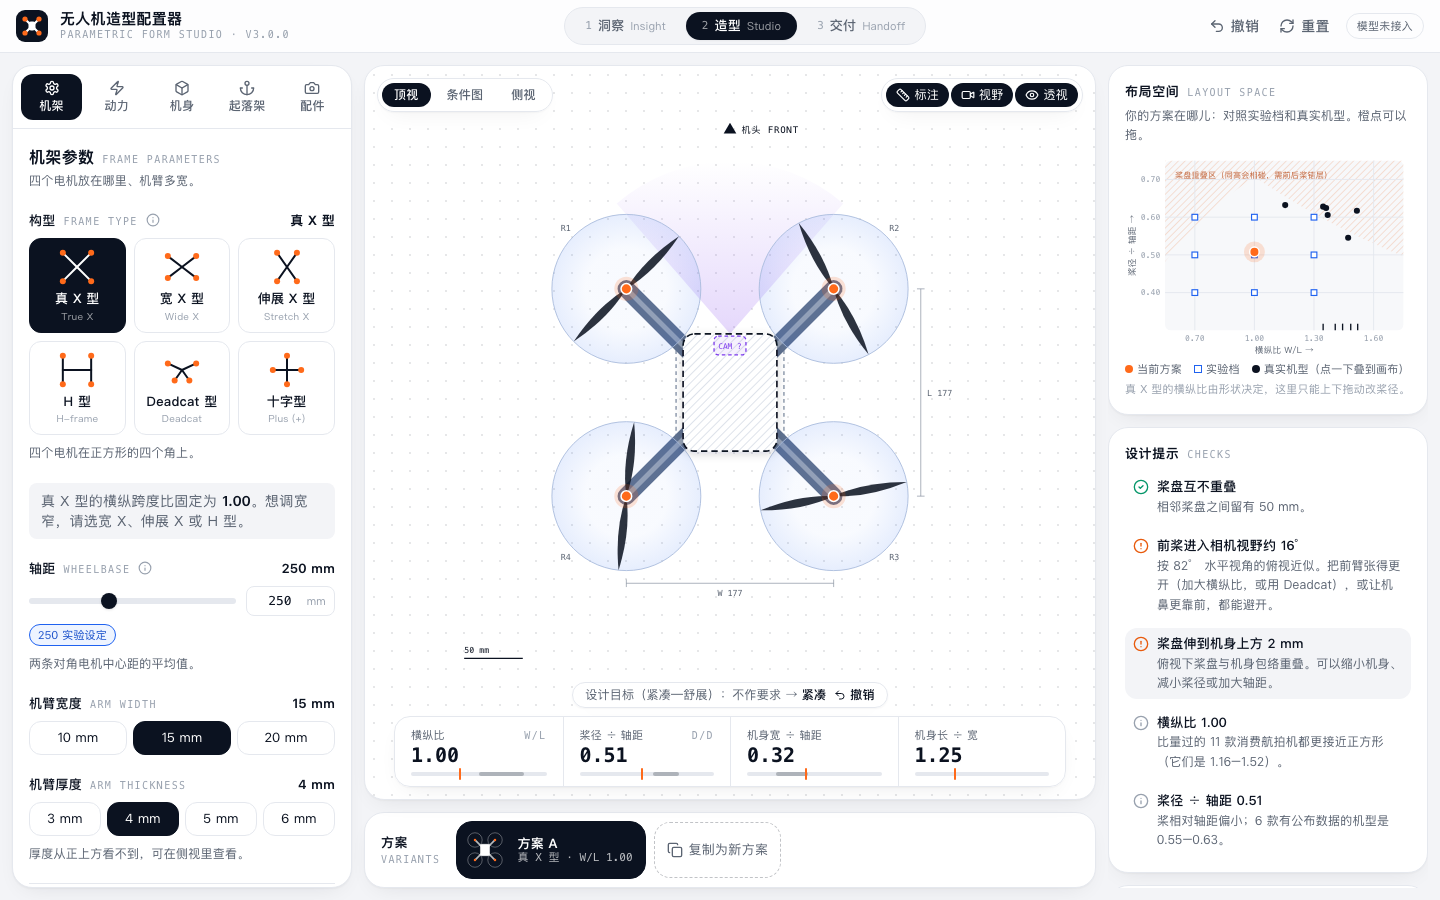 无人机造型配置器
PARAMETRIC FORM STUDIO · V3.0.0
1 洞察 Insight
2 造型 Studio
3 交付 Handoff
撤销
重置
模型未接入
机架
动力
机身
起落架
配件
机架参数 FRAME PARAMETERS
四个电机放在哪里、机臂多宽。
构型 FRAME TYPE
真 X 型
真 X 型
True X
宽 X 型
Wide X
伸展 X 型
Stretch X
H 型
H-frame
Deadcat 型
Deadcat
十字型
Plus (+)
四个电机在正方形的四个角上。
真 X 型的横纵跨度比固定为 1.00。想调宽
窄，请选宽 X、伸展 X 或 H 型。
轴距 WHEELBASE
250 mm
250 mm
250 实验设定
两条对角电机中心距的平均值。
机臂宽度 ARM WIDTH
15 mm
10 mm
15 mm
20 mm
机臂厚度 ARM THICKNESS
4 mm
3 mm
4 mm
5 mm
6 mm
厚度从正上方看不到，可在侧视里查看。
顶视
条件图
侧视
标注
视野
透视
▲ 机头 FRONT
R1
R2
CAM ?
L 177
R4
R3
W 177
50 mm
设计目标（紧凑—舒展）：不作要求 → 紧凑 撤销
横纵比 W/L
1.00
桨径 ÷ 轴距 D/D
0.51
机身宽 ÷ 轴距
0.32
机身长 ÷ 宽
1.25
方案
VARIANTS
方案 A
真 X 型 · W/L 1.00
复制为新方案
布局空间 LAYOUT SPACE
你的方案在哪儿：对照实验档和真实机型。橙点可以
拖。
桨盘重叠区（同高会相碰，需前后桨错层）
0.70
0.60
0.50
0.40
桨径 ÷ 轴距 →
0.70
1.00
1.30
1.60
横纵比 W/L →
当前方案
实验档
真实机型（点一下叠到画布）
真 X 型的横纵比由形状决定，这里只能上下拖动改桨径。
设计提示 CHECKS
桨盘互不重叠
相邻桨盘之间留有 50 mm。
前桨进入相机视野约 16°
按 82° 水平视角的俯视近似。把前臂张得更
开（加大横纵比，或用 Deadcat），或让机
鼻更靠前，都能避开。
桨盘伸到机身上方 2 mm
俯视下桨盘与机身包络重叠。可以缩小机身、
减小桨径或加大轴距。
横纵比 1.00
比量过的 11 款消费航拍机都更接近正方形
（它们是 1.16—1.52）。
桨径 ÷ 轴距 0.51
桨相对轴距偏小；6 款有公布数据的机型是
0.55—0.63。